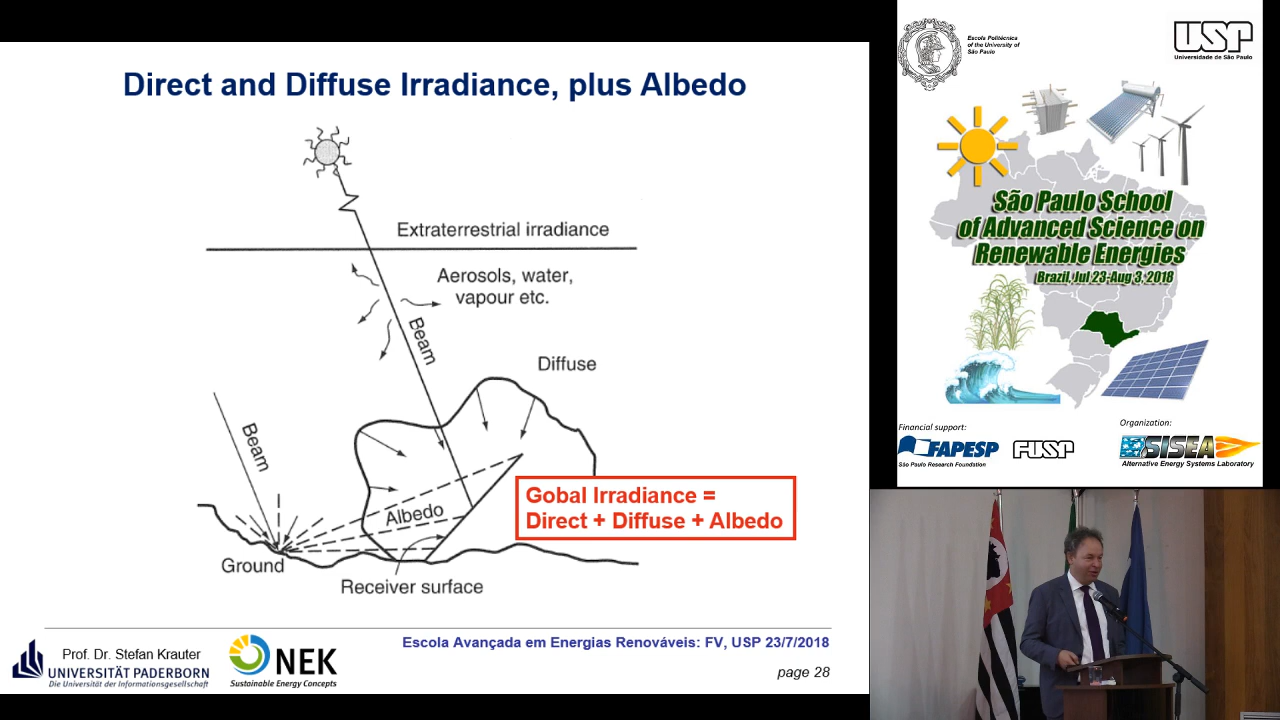 Direct and Diffuse Irradiance, plus Albedo
Extraterrestrial irradiance
Aerosols, water,
vapour etc.
Beam
Diffuse
Beam
Albedo
Gobal Irradiance =
Direct + Diffuse + Albedo
Ground
Receiver surface
Prof. Dr. Stefan Krauter
UNIVERSITÄT PADERBORN
Die Universität der Informationsgesellschaft
NEK
Sustainable Energy Concepts
Escola Avançada em Energias Renováveis: FV, USP 23/7/2018
page 28
Escola Politécnica
of the University of
São Paulo
USP
Universidade de São Paulo
São Paulo School
of Advanced Science on
Renewable Energies
Brazil, Jul 23-Aug 3, 2018
Financial support:
FAPESP
São Paulo Research Foundation
FUSP
Organization:
SISEA
Alternative Energy Systems Laboratory